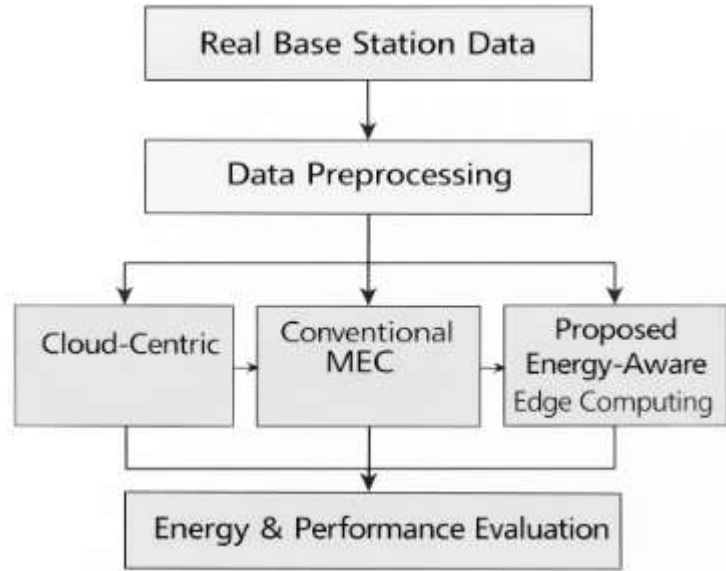 Real Base Station Data
Data Preprocessing
Cloud-Centric
Conventional
MEC
Proposed
Energy-Aware
Edge Computing
Energy & Performance Evaluation